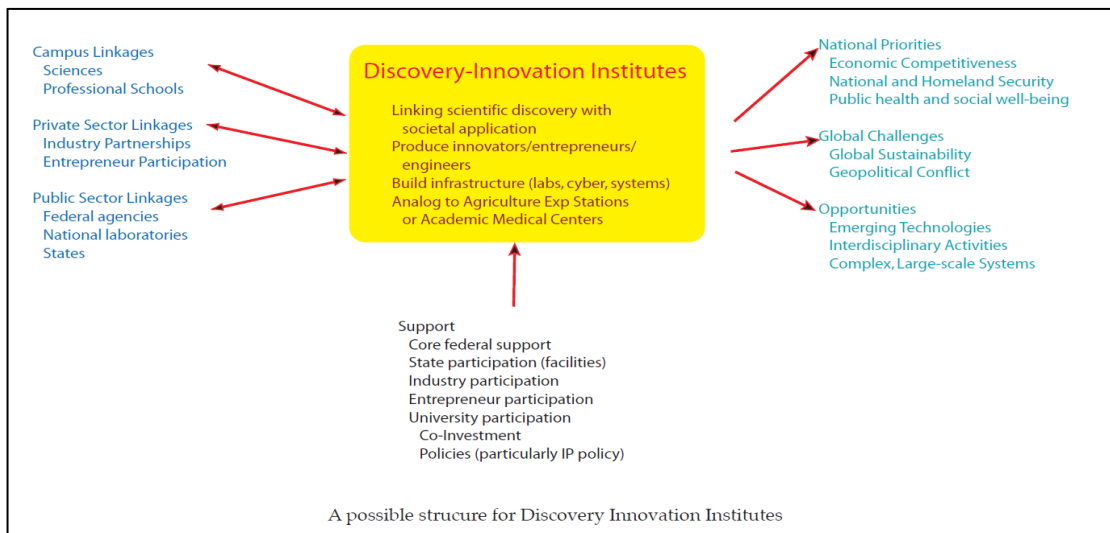 Campus Linkages
Sciences
Professional Schools
Private Sector Linkages
Industry Partnerships
Entrepreneur Participation
Public Sector Linkages
Federal agencies
National laboratories
States
Discovery-Innovation Institutes
Linking scientific discovery with
societal application
Produce innovators/entrepreneurs/
engineers
Build infrastructure (labs, cyber, systems)
Analog to Agriculture Exp Stations
or Academic Medical Centers
National Priorities
Economic Competitiveness
National and Homeland Security
Public health and social well-being
Global Challenges
Global Sustainability
Geopolitical Conflict
Opportunities
Emerging Technologies
Interdisciplinary Activities
Complex, Large-scale Systems
Support
Core federal support
State participation (facilities)
Industry participation
Entrepreneur participation
University participation
Co-Investment
Policies (particularly IP policy)
A possible strucure for Discovery Innovation Institutes